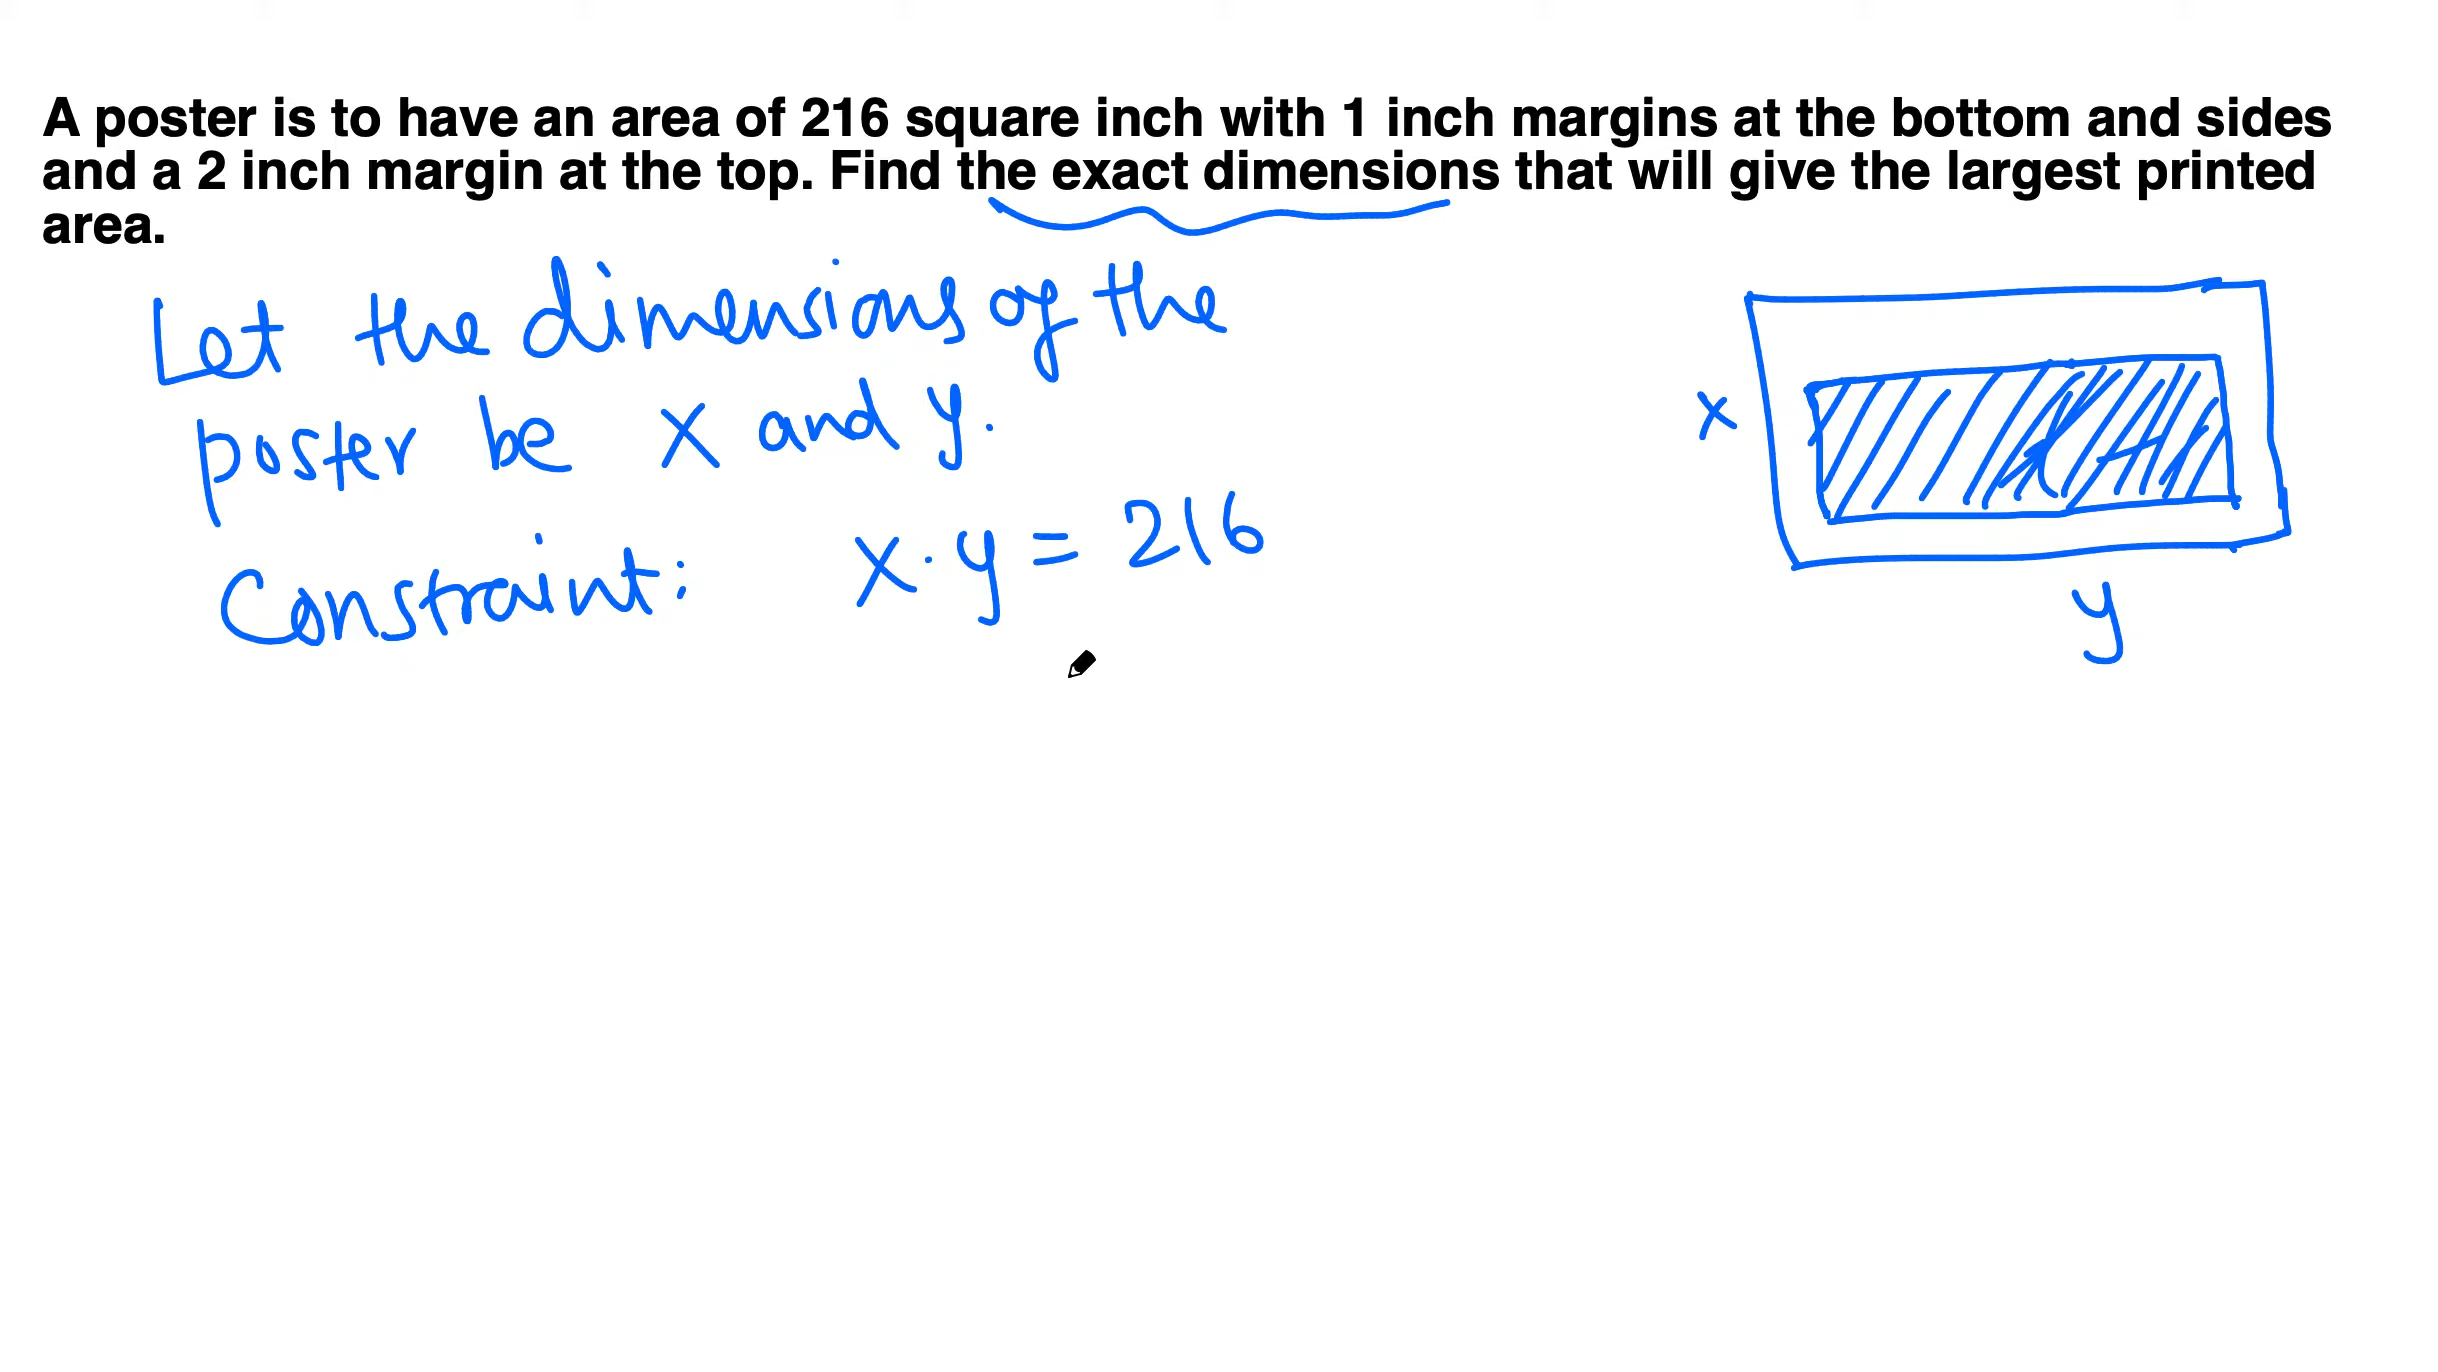 A poster is to have an area of 216 square inch with 1 inch margins at the bottom and sides
and a 2 inch margin at the top. Find the exact dimensions that will give the largest printed
area.
Let the dimensions of the
poster be x and y.
Constraint: x · y = 216
x
A
y